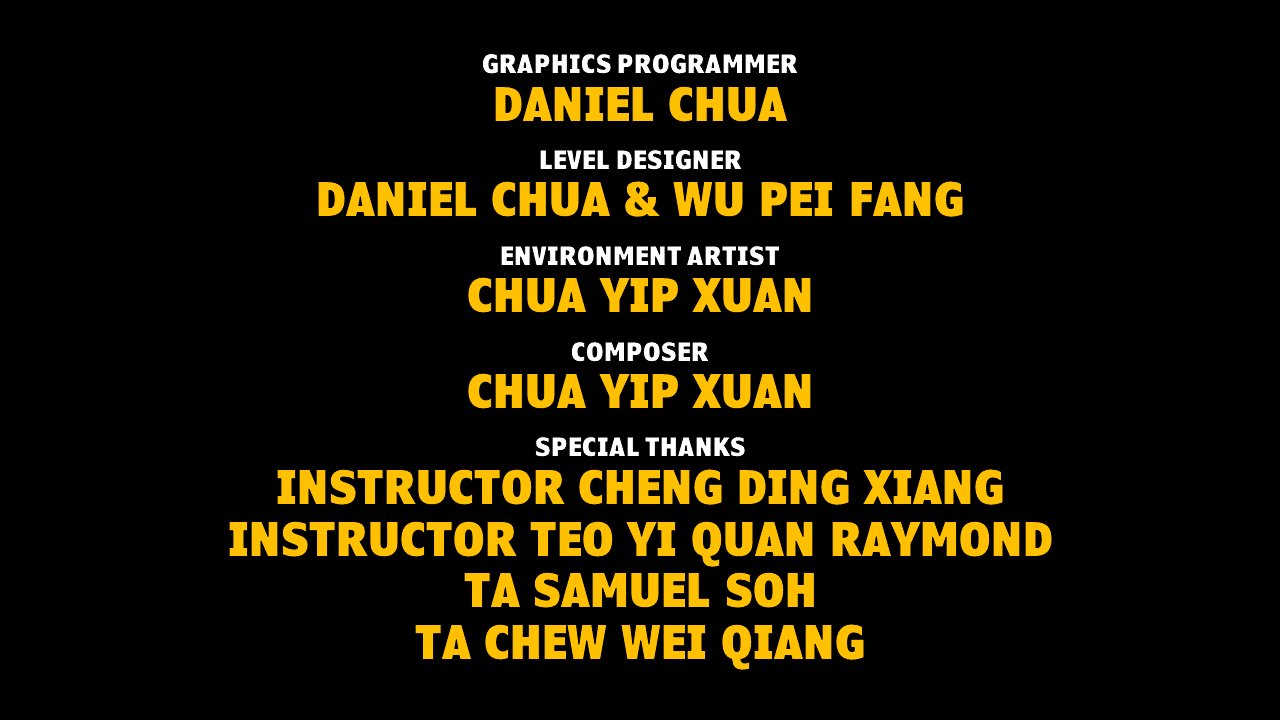 GRAPHICS PROGRAMMER
DANIEL CHUA
LEVEL DESIGNER
DANIEL CHUA & WU PEI FANG
ENVIRONMENT ARTIST
CHUA YIP XUAN
COMPOSER
CHUA YIP XUAN
SPECIAL THANKS
INSTRUCTOR CHENG DING XIANG
INSTRUCTOR TEO YI QUAN RAYMOND
TA SAMUEL SOH
TA CHEW WEI QIANG